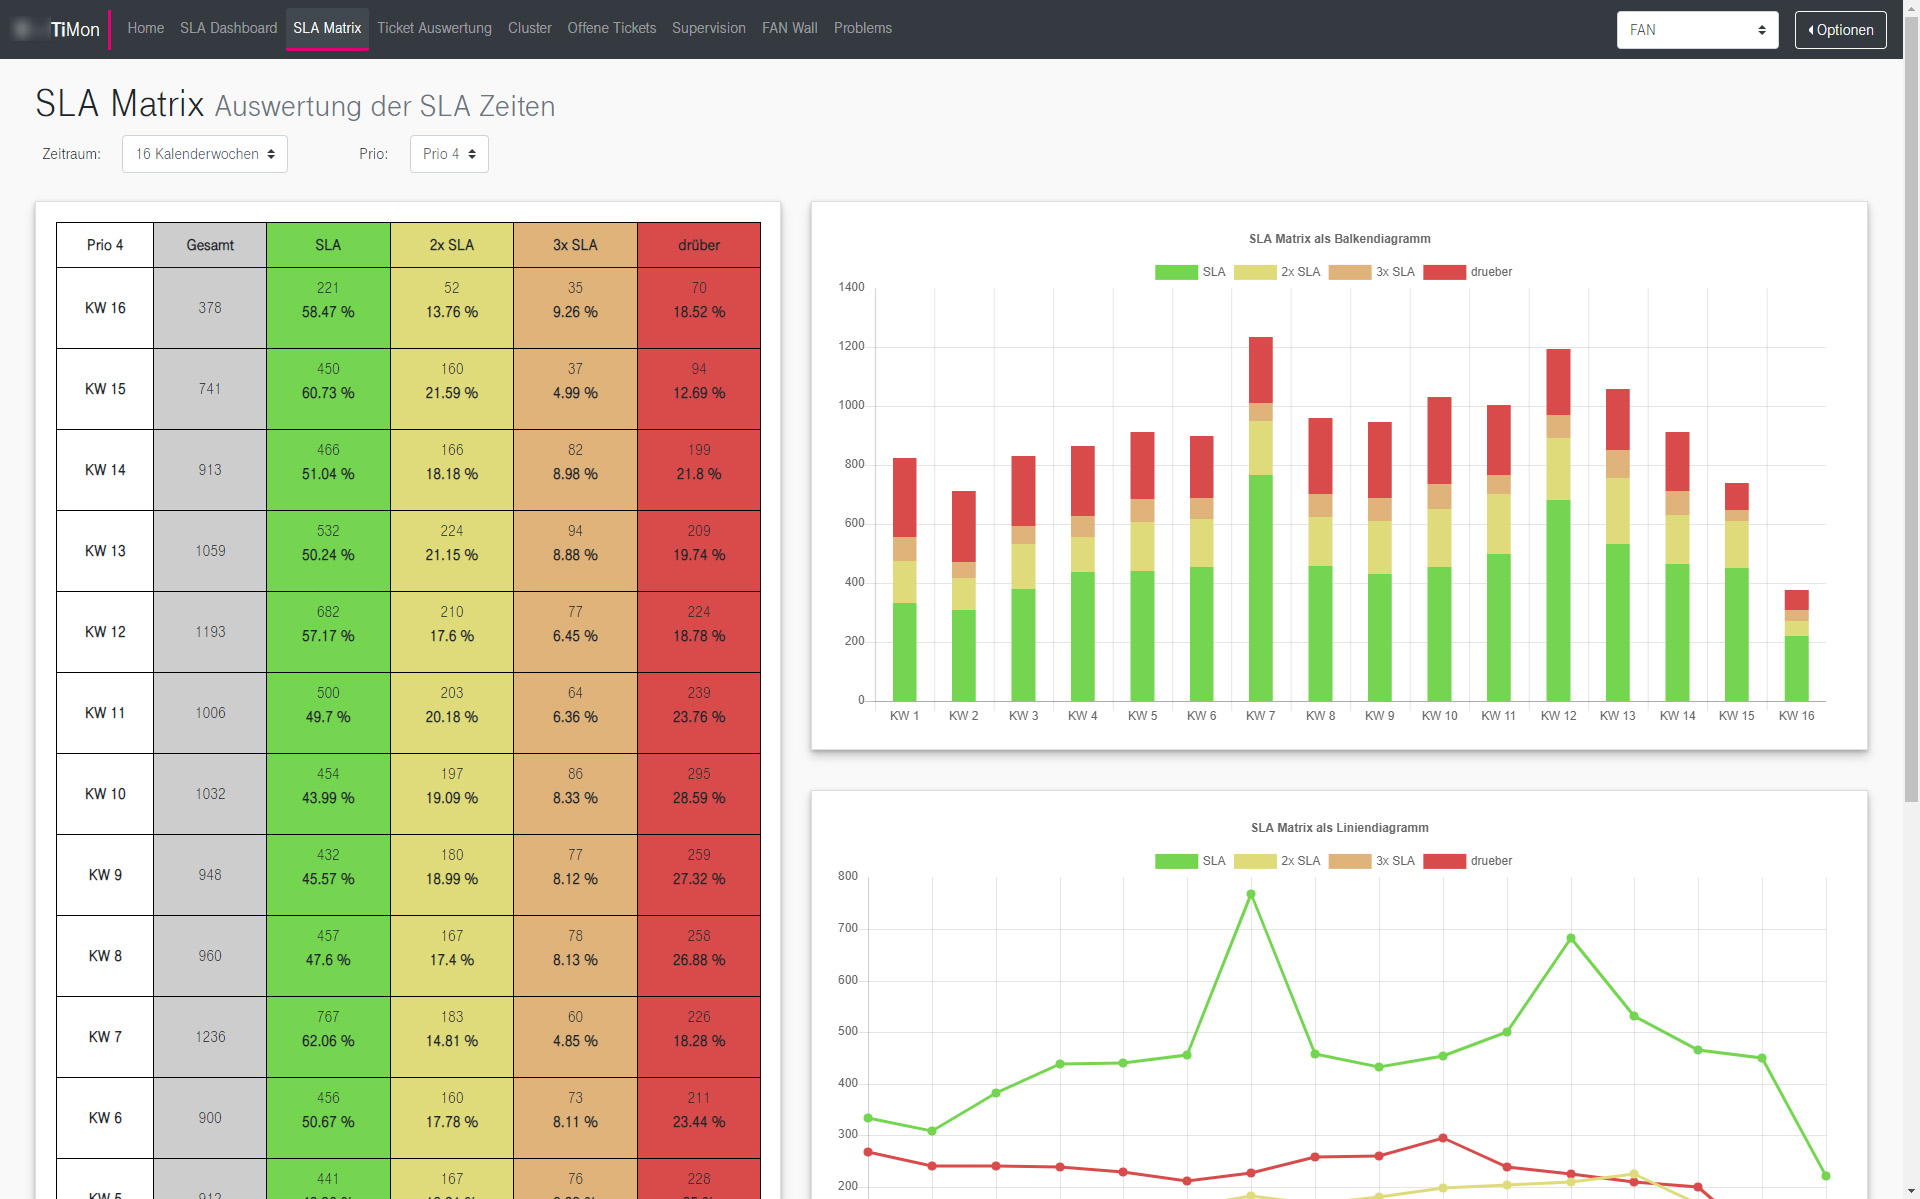 TiMon Home SLA Dashboard SLA Matrix Ticket Auswertung Cluster Offene Tickets Supervision FAN Wall Problems FAN Optionen
SLA Matrix Auswertung der SLA Zeiten
Zeitraum: 16 Kalenderwochen Prio: Prio 4
Prio 4 Gesamt SLA 2x SLA 3x SLA drüber
KW 16 378 221 58.47 % 52 13.76 % 35 9.26 % 70 18.52 %
KW 15 741 450 60.73 % 160 21.59 % 37 4.99 % 94 12.69 %
KW 14 913 466 51.04 % 166 18.18 % 82 8.98 % 199 21.8 %
KW 13 1059 532 50.24 % 224 21.15 % 94 8.88 % 209 19.74 %
KW 12 1193 682 57.17 % 210 17.6 % 77 6.45 % 224 18.78 %
KW 11 1006 500 49.7 % 203 20.18 % 64 6.36 % 239 23.76 %
KW 10 1032 454 43.99 % 197 19.09 % 86 8.33 % 295 28.59 %
KW 9 948 432 45.57 % 180 18.99 % 77 8.12 % 259 27.32 %
KW 8 960 457 47.6 % 167 17.4 % 78 8.13 % 258 26.88 %
KW 7 1236 767 62.06 % 183 14.81 % 60 4.85 % 226 18.28 %
KW 6 900 456 50.67 % 160 17.78 % 73 8.11 % 211 23.44 %
KW 5 912 441 167 76 228
SLA Matrix als Balkendiagramm
SLA 2x SLA 3x SLA drueber
1400
1200
1000
800
600
400
200
0
KW 1 KW 2 KW 3 KW 4 KW 5 KW 6 KW 7 KW 8 KW 9 KW 10 KW 11 KW 12 KW 13 KW 14 KW 15 KW 16
SLA Matrix als Liniendiagramm
SLA 2x SLA 3x SLA drueber
800
700
600
500
400
300
200